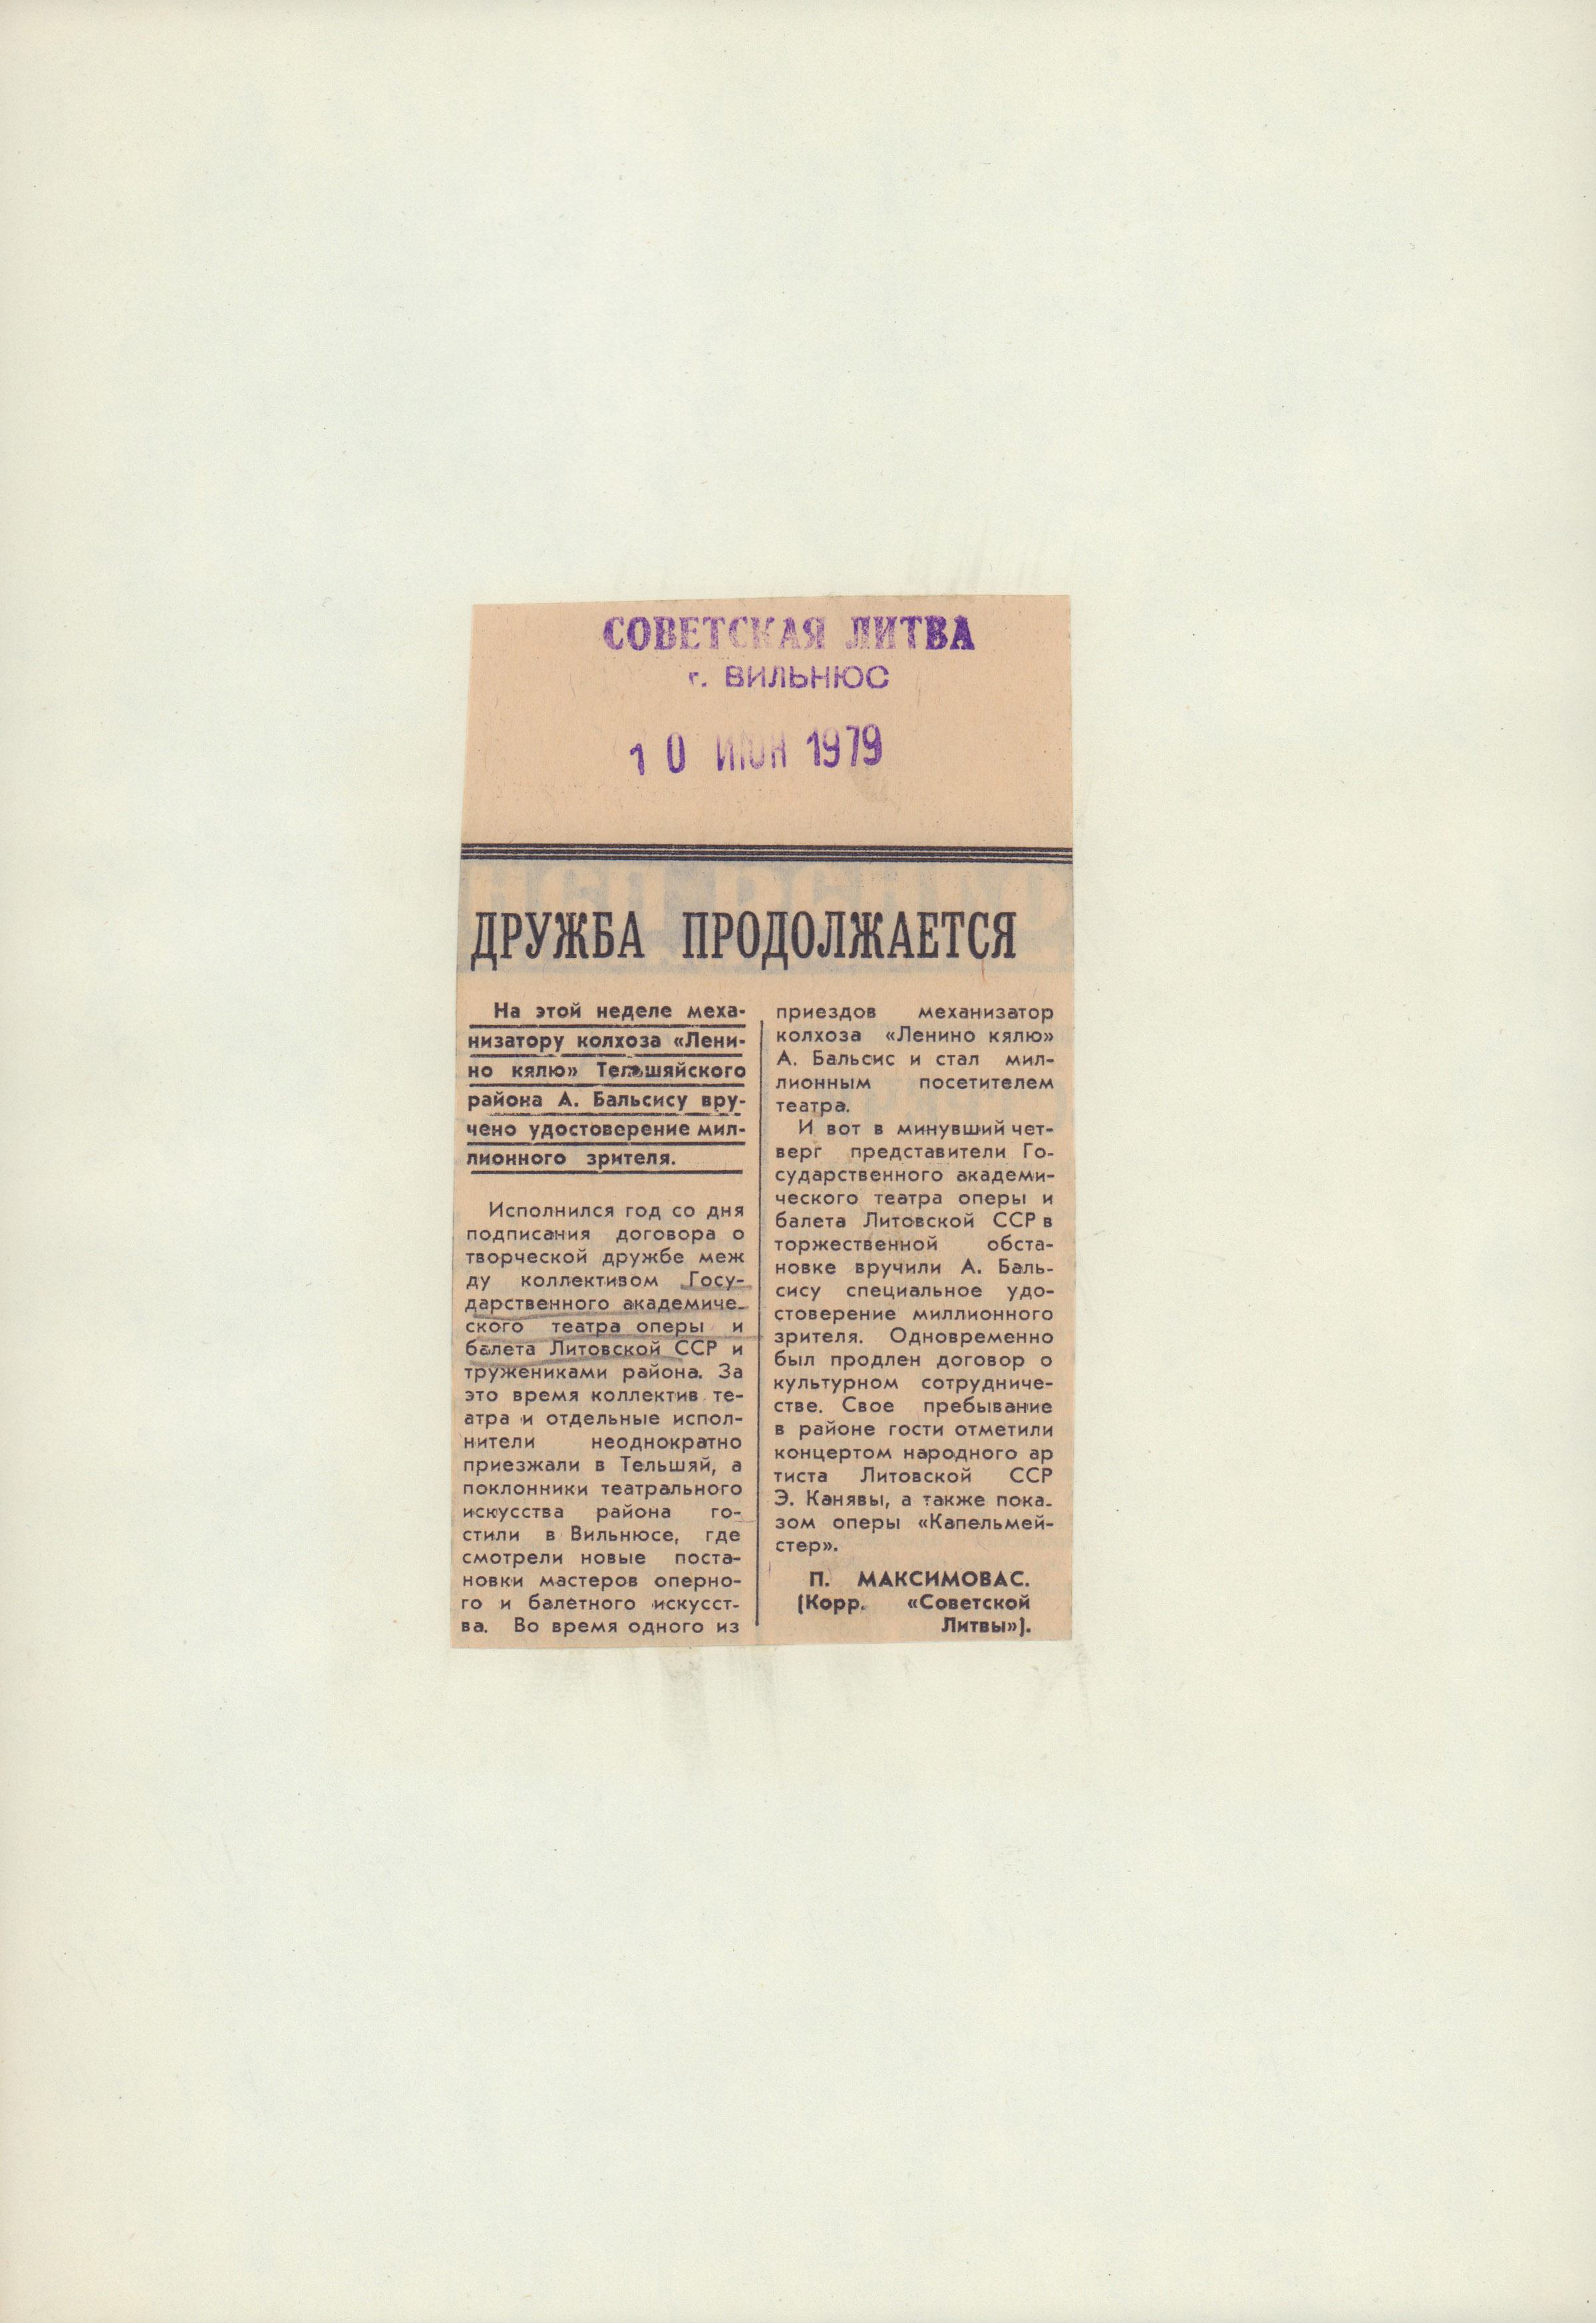 СОВЕТСКАЯ ЛИТВА
г. ВИЛЬНЮС
10 ИЮН 1979
ДРУЖБА ПРОДОЛЖАЕТСЯ
На этой неделе меха-
низатору колхоза «Лени-
но кялю» Тельшяйского
района А. Бальсису вру-
чено удостоверение мил-
лионного зрителя.
Исполнился год со дня
подписания договора о
творческой дружбе меж
ду коллективом Госу-
дарственного академиче-
ского театра оперы и
балета Литовской ССР и
тружениками района. За
это время коллектив те-
атра и отдельные испол-
нители неоднократно
приезжали в Тельшяй, а
поклонники театрального
искусства района го-
стили в Вильнюсе, где
смотрели новые поста-
новки мастеров оперно-
го и балетного искусст-
ва. Во время одного из
приездов механизатор
колхоза «Ленино кялю»
А. Бальсис и стал мил-
лионным посетителем
театра.
И вот в минувший чет-
верг представители Го-
сударственного академи-
ческого театра оперы и
балета Литовской ССР в
торжественной обста-
новке вручили А. Баль-
сису специальное удо-
стоверение миллионного
зрителя. Одновременно
был продлен договор о
культурном сотрудниче-
стве. Свое пребывание
в районе гости отметили
концертом народного ар
тиста Литовской ССР
Э. Канявы, а также пока-
зом оперы «Капельмей-
стер».
П. МАКСИМОВАС.
(Корр. «Советской
Литвы»).